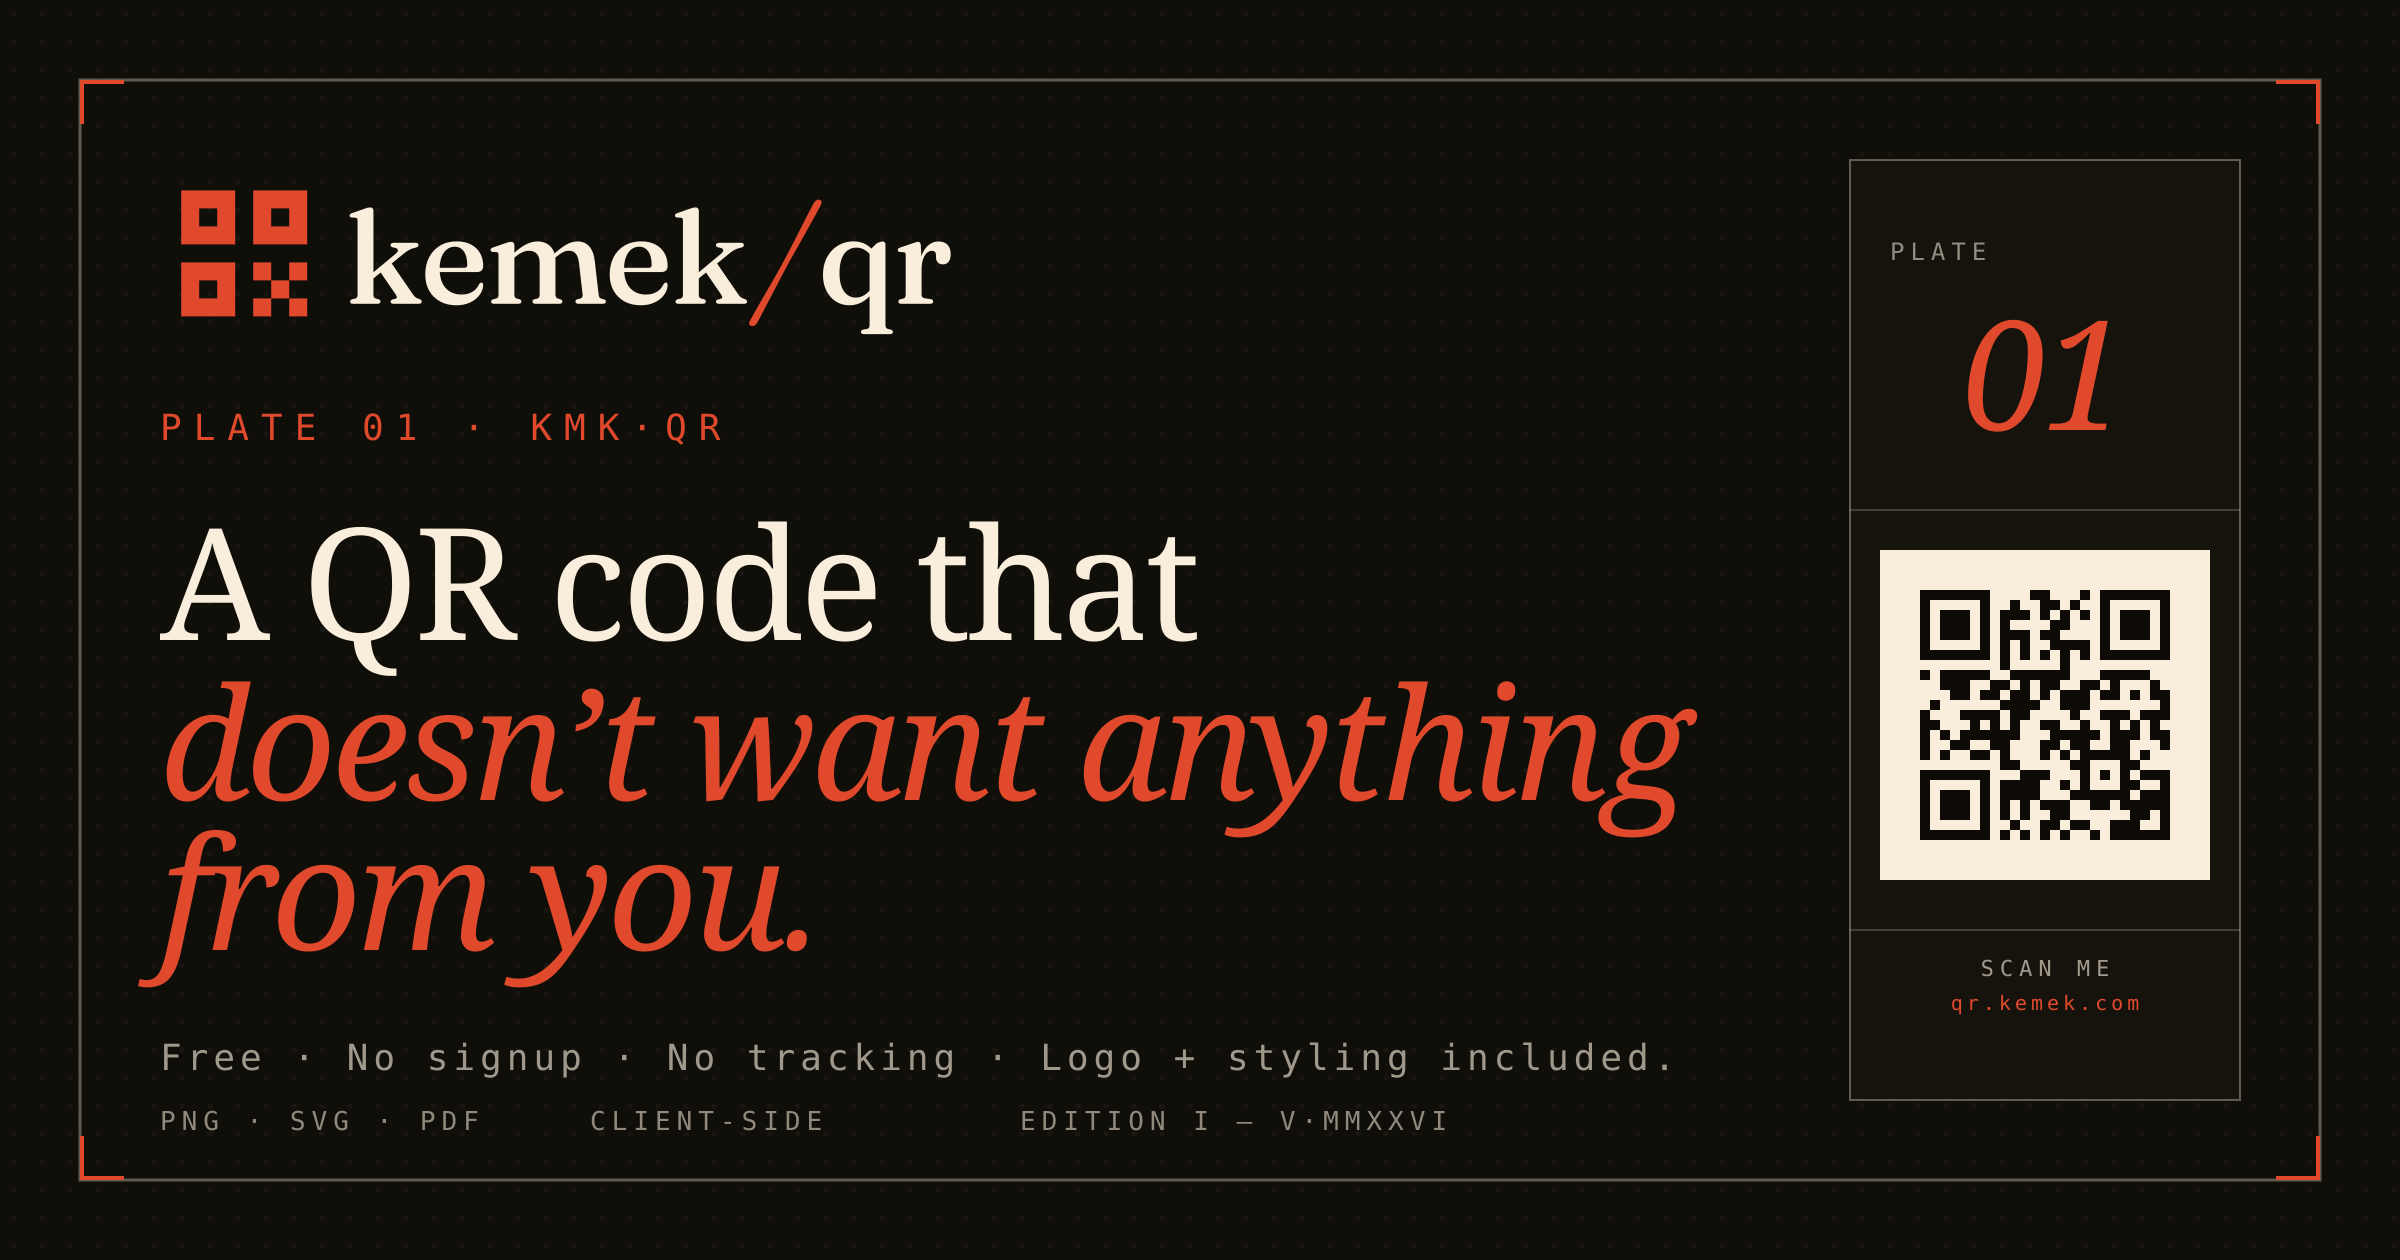 kemek/qr
PLATE 01 · KMK·QR
A QR code that
doesn’t want anything
from you.
Free · No signup · No tracking · Logo + styling included.
PNG · SVG · PDF CLIENT-SIDE EDITION I — V·MMXXVI
PLATE
01
SCAN ME
qr.kemek.com